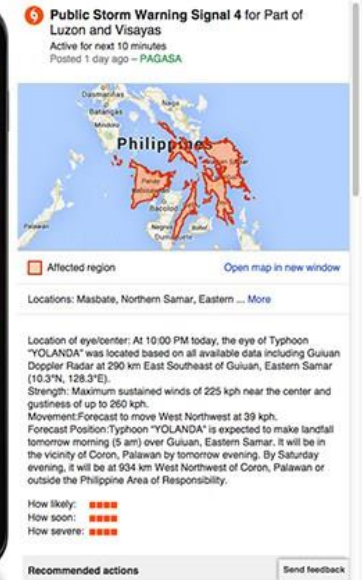 Public Storm Warning Signal 4 for Part of
Luzon and Visayas
Active for next 10 minutes
Posted 1 day ago – PAGASA
Dasmariñas
Batangas
Naga
Mindoro
Philippines
Panay
Bacolod
Negros
Bohol
Dumaguete
Palawan
Affected region
Open map in new window
Locations: Masbate, Northern Samar, Eastern ... More
Location of eye/center: At 10:00 PM today, the eye of Typhoon
"YOLANDA" was located based on all available data including Guiuan
Doppler Radar at 290 km East Southeast of Guiuan, Eastern Samar
(10.3°N, 128.3°E).
Strength: Maximum sustained winds of 225 kph near the center and
gustiness of up to 260 kph.
Movement:Forecast to move West Northwest at 39 kph.
Forecast Position:Typhoon "YOLANDA" is expected to make landfall
tomorrow morning (5 am) over Guiuan, Eastern Samar. It will be in
the vicinity of Coron, Palawan by tomorrow evening. By Saturday
evening, it will be at 934 km West Northwest of Coron, Palawan or
outside the Philippine Area of Responsibility.
How likely:
How soon:
How severe:
Recommended actions
Send feedback